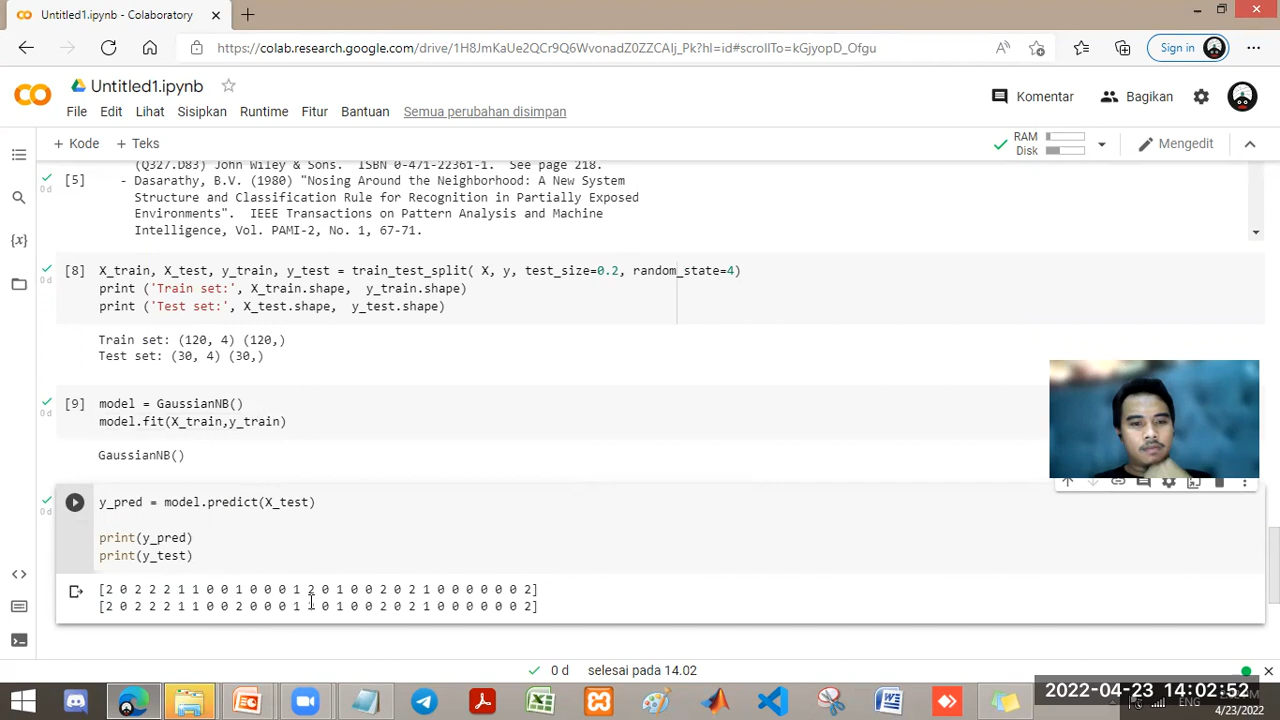 Untitled1.ipynb - Colaboratory
https://colab.research.google.com/drive/1H8JmKaUe2QCr9Q6WvonadZ0ZZCAIj_Pk?hl=id#scrollTo=kGjyopD_Ofgu
Sign in
Untitled1.ipynb
File Edit Lihat Sisipkan Runtime Fitur Bantuan Semua perubahan disimpan
Komentar Bagikan
+ Kode + Teks
RAM
Disk
Mengedit
(Q327.D83) John Wiley & Sons. ISBN 0-471-22361-1. See page 218.
[5] - Dasarathy, B.V. (1980) "Nosing Around the Neighborhood: A New System
0 d
Structure and Classification Rule for Recognition in Partially Exposed
Environments". IEEE Transactions on Pattern Analysis and Machine
Intelligence, Vol. PAMI-2, No. 1, 67-71.
[8] X_train, X_test, y_train, y_test = train_test_split( X, y, test_size=0.2, random_state=4)
0 d
print ('Train set:', X_train.shape, y_train.shape)
print ('Test set:', X_test.shape, y_test.shape)
Train set: (120, 4) (120,)
Test set: (30, 4) (30,)
[9] model = GaussianNB()
0 d
model.fit(X_train,y_train)
GaussianNB()
y_pred = model.predict(X_test)
0 d
print(y_pred)
print(y_test)
[2 0 2 2 2 1 1 0 0 1 0 0 0 1 2 0 1 0 0 2 0 2 1 0 0 0 0 0 0 2]
[2 0 2 2 2 1 1 0 0 2 0 0 0 1 0 1 0 0 2 0 2 1 0 0 0 0 0 0 2]
0 d selesai pada 14.02
2022-04-23 14:02:52
ENG
4/23/2022